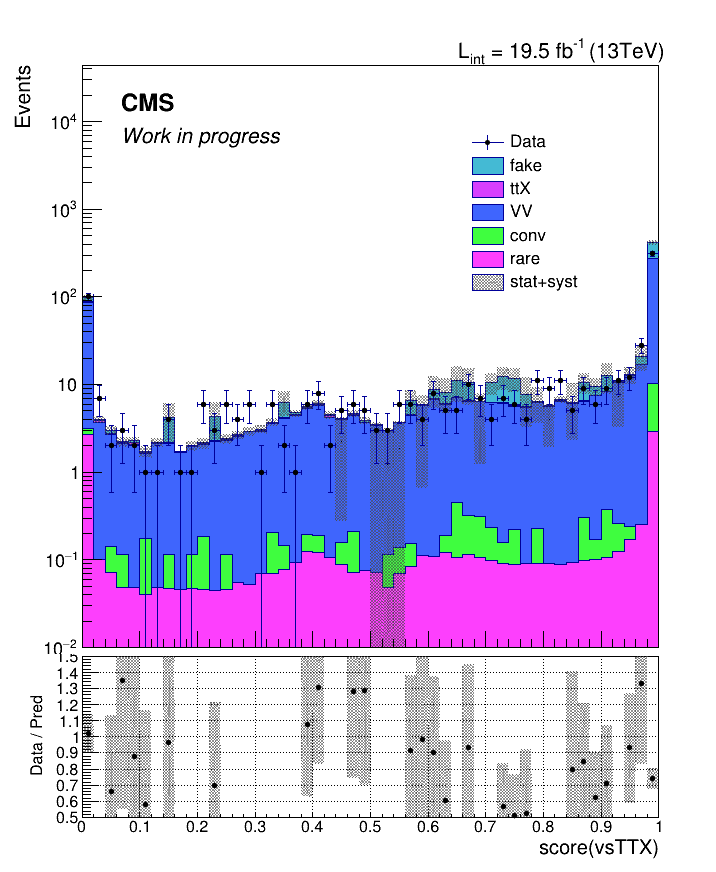 L_int = 19.5 fb^-1 (13TeV)
Events
CMS
Work in progress
Data
fake
ttX
VV
conv
rare
stat+syst
10^4
10^3
10^2
10
1
10^-1
10^-2
Data / Pred
1.5
1.4
1.3
1.2
1.1
1
0.9
0.8
0.7
0.6
0.5
0 0.1 0.2 0.3 0.4 0.5 0.6 0.7 0.8 0.9 1
score(vsTTX)